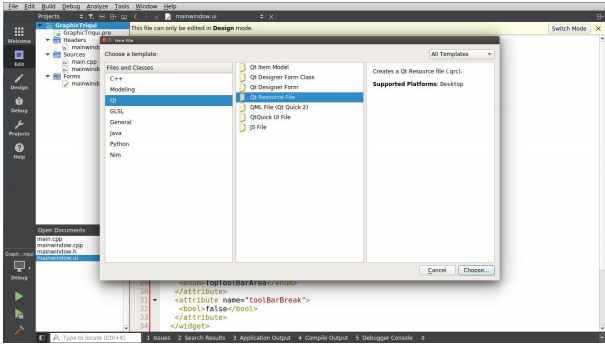 File Edit Build Debug Analyze Tools Window Help
Projects
mainwindow.ui
GraphicTriqui
This file can only be edited in Design mode.
Switch Mode
GraphicTriqui.pro
Welcome
Headers
New File
mainwindo
Sources
Choose a template:
All Templates
main.cpp
Edit
Files and Classes
Qt Item Model
Creates a Qt Resource file (.qrc).
mainwindo
C++
Qt Designer Form Class
Forms
Modeling
Qt Designer Form
Supported Platforms: Desktop
mainwindo
Design
Qt
Qt Resource File
GLSL
QML File (Qt Quick 2)
Debug
General
QtQuick UI File
Java
JS File
Projects
Python
Nim
Help
Open Documents
main.cpp
mainwindow.cpp
mainwindow.h
mainwindow.ui
Graph...riqui
Cancel
Choose...
Debug
29 <enum>TopToolBarArea</enum>
30 </attribute>
31 <attribute name="toolBarBreak">
32 <bool>false</bool>
33 </attribute>
34 </widget>
Type to locate (Ctrl+K)
1 Issues 2 Search Results 3 Application Output 4 Compile Output 5 Debugger Console